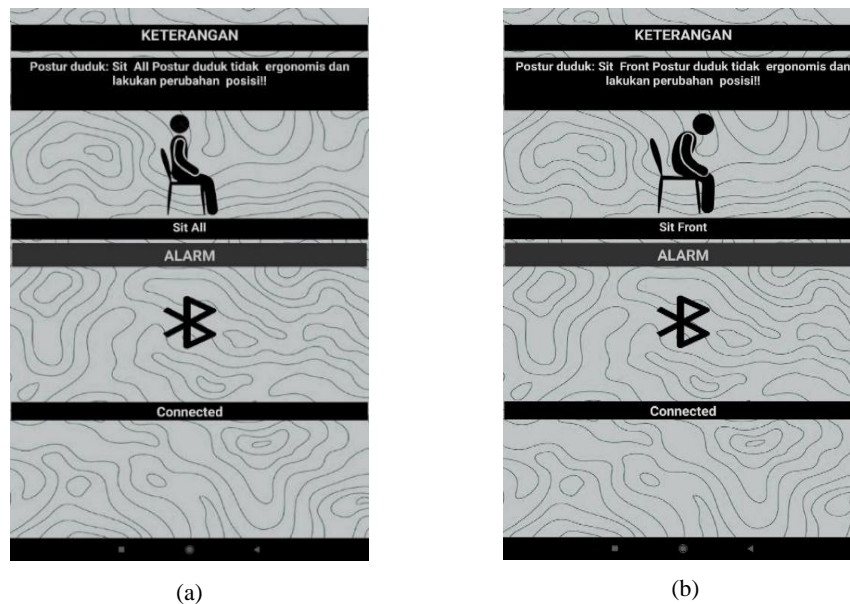 KETERANGAN
Postur duduk: Sit All Postur duduk tidak ergonomis dan
lakukan perubahan posisi!!
Sit All
ALARM
Connected
(a)
KETERANGAN
Postur duduk: Sit Front Postur duduk tidak ergonomis dan
lakukan perubahan posisi!!
Sit Front
ALARM
Connected
(b)